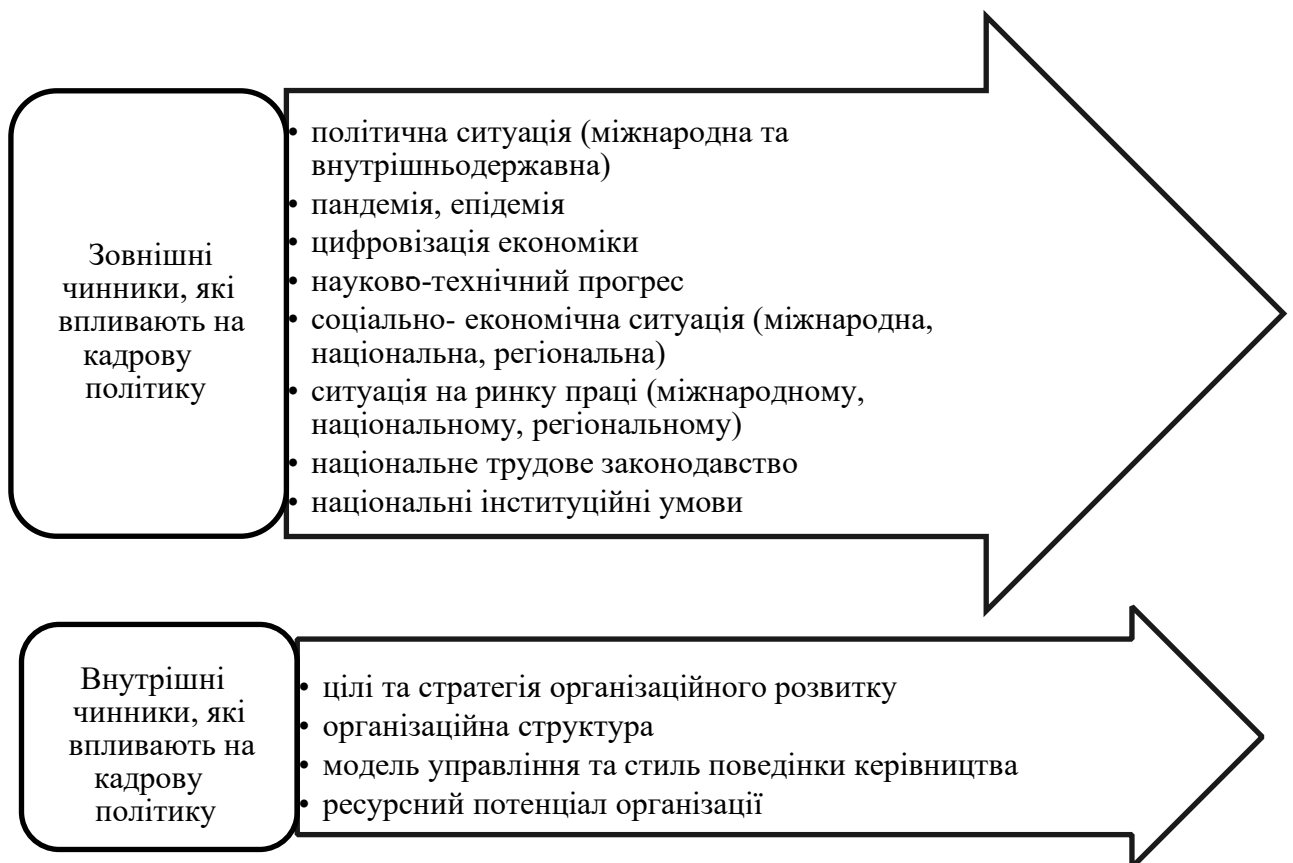 Зовнішні
чинники, які
впливають на
кадрову
політику
• політична ситуація (міжнародна та
внутрішньодержавна)
• пандемія, епідемія
• цифровізація економіки
• науково-технічний прогрес
• соціально- економічна ситуація (міжнародна,
національна, регіональна)
• ситуація на ринку праці (міжнародному,
національному, регіональному)
• національне трудове законодавство
• національні інституційні умови
Внутрішні
чинники, які
впливають на
кадрову
політику
• цілі та стратегія організаційного розвитку
• організаційна структура
• модель управління та стиль поведінки керівництва
• ресурсний потенціал організації